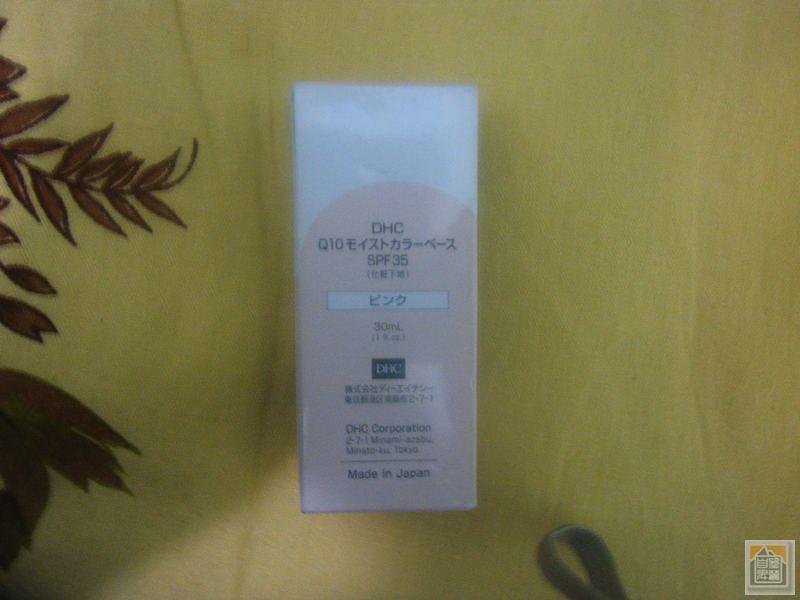 DHC
Q10モイストカラーベース
SPF35
(化粧下地)
ピンク
30mL
(1 fl. oz.)
DHC
株式会社ディーエイチシー
東京都港区南麻布2-7-1
DHC Corporation
2-7-1 Minami-azabu,
Minato-ku, Tokyo
Made in Japan